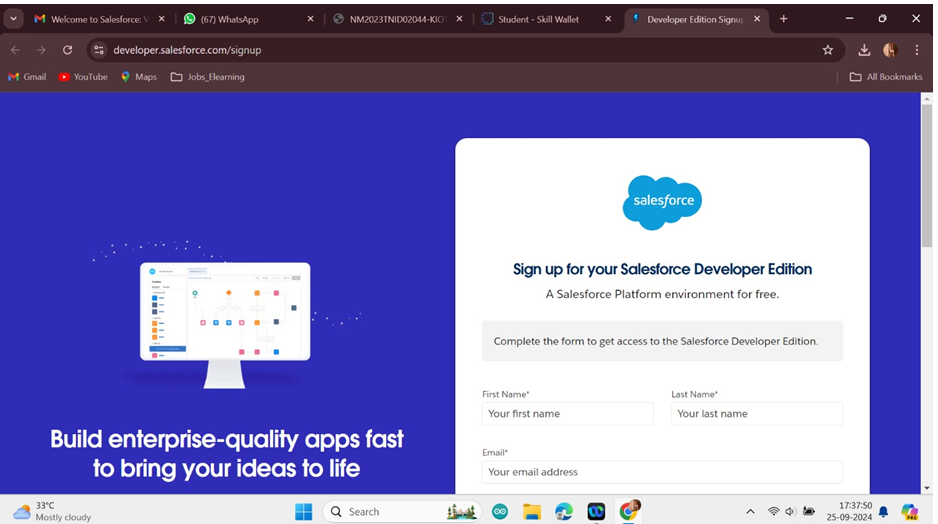 Welcome to Salesforce: V
(67) WhatsApp
NM2023TNID02044-KIO
Student - Skill Wallet
Developer Edition Signup
developer.salesforce.com/signup
Gmail
YouTube
Maps
Jobs_Elearning
All Bookmarks
salesforce
Sign up for your Salesforce Developer Edition
A Salesforce Platform environment for free.
Complete the form to get access to the Salesforce Developer Edition.
First Name*
Last Name*
Your first name
Your last name
Email*
Your email address
Build enterprise-quality apps fast
to bring your ideas to life
33°C
Mostly cloudy
Search
17:37:50
25-09-2024